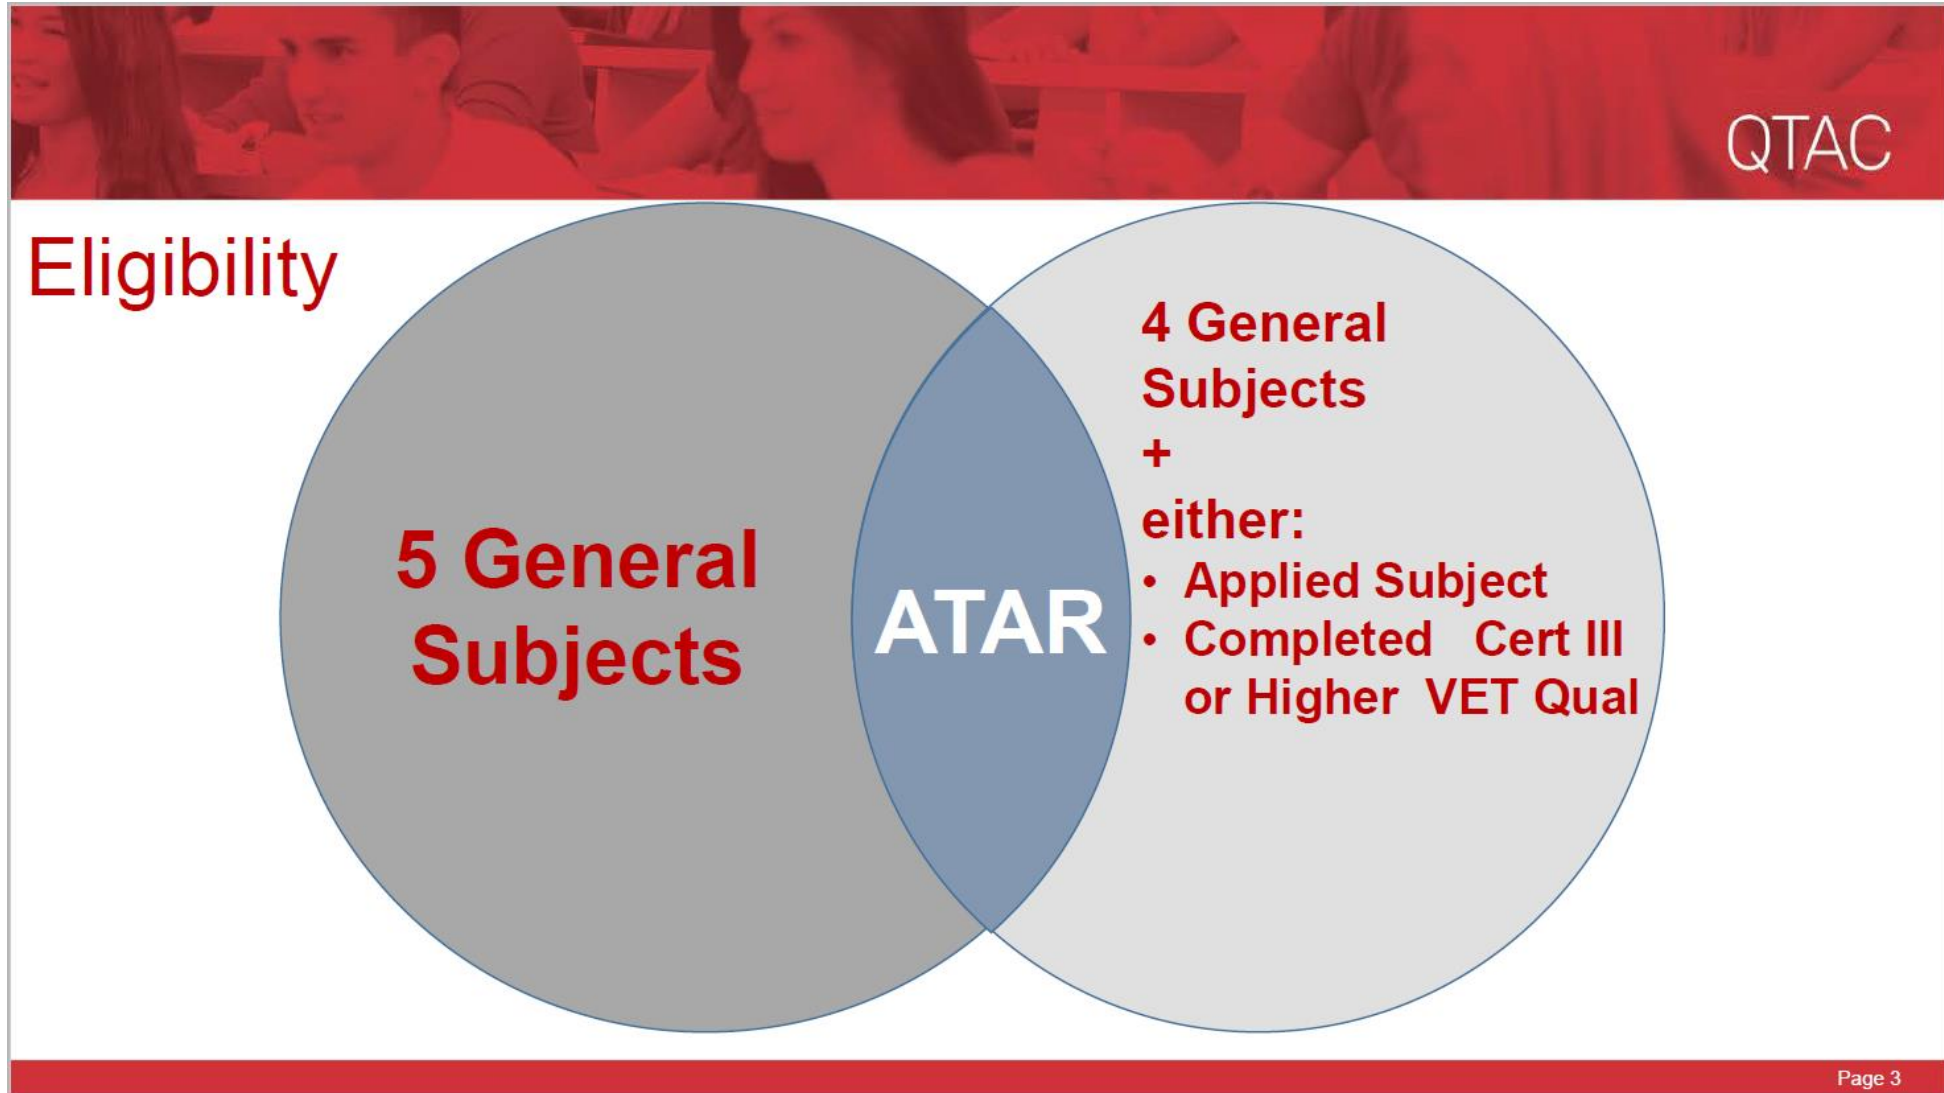 QTAC
Eligibility
5 General
Subjects
ATAR
4 General
Subjects
+
either:
• Applied Subject
• Completed Cert III
or Higher VET Qual
Page 3